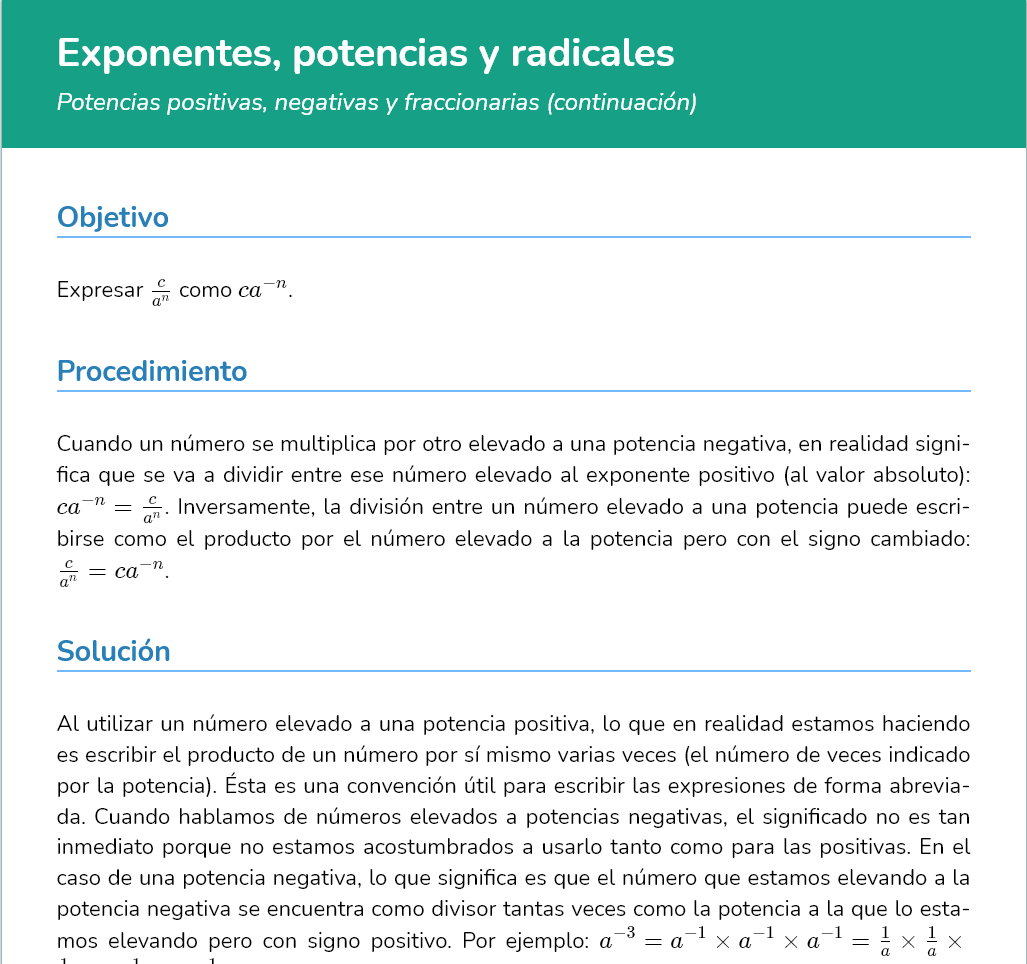 Exponentes, potencias y radicales
Potencias positivas, negativas y fraccionarias (continuación)
Objetivo
Expresar $\frac{c}{a^n}$ como $ca^{-n}$.
Procedimiento
Cuando un número se multiplica por otro elevado a una potencia negativa, en realidad signi-
fica que se va a dividir entre ese número elevado al exponente positivo (al valor absoluto):
$ca^{-n} = \frac{c}{a^n}$. Inversamente, la división entre un número elevado a una potencia puede escri-
birse como el producto por el número elevado a la potencia pero con el signo cambiado:
$\frac{c}{a^n} = ca^{-n}$.
Solución
Al utilizar un número elevado a una potencia positiva, lo que en realidad estamos haciendo
es escribir el producto de un número por sí mismo varias veces (el número de veces indicado
por la potencia). Ésta es una convención útil para escribir las expresiones de forma abrevia-
da. Cuando hablamos de números elevados a potencias negativas, el significado no es tan
inmediato porque no estamos acostumbrados a usarlo tanto como para las positivas. En el
caso de una potencia negativa, lo que significa es que el número que estamos elevando a la
potencia negativa se encuentra como divisor tantas veces como la potencia a la que lo esta-
mos elevando pero con signo positivo. Por ejemplo: $a^{-3} = a^{-1} \times a^{-1} \times a^{-1} = \frac{1}{a} \times \frac{1}{a} \times$